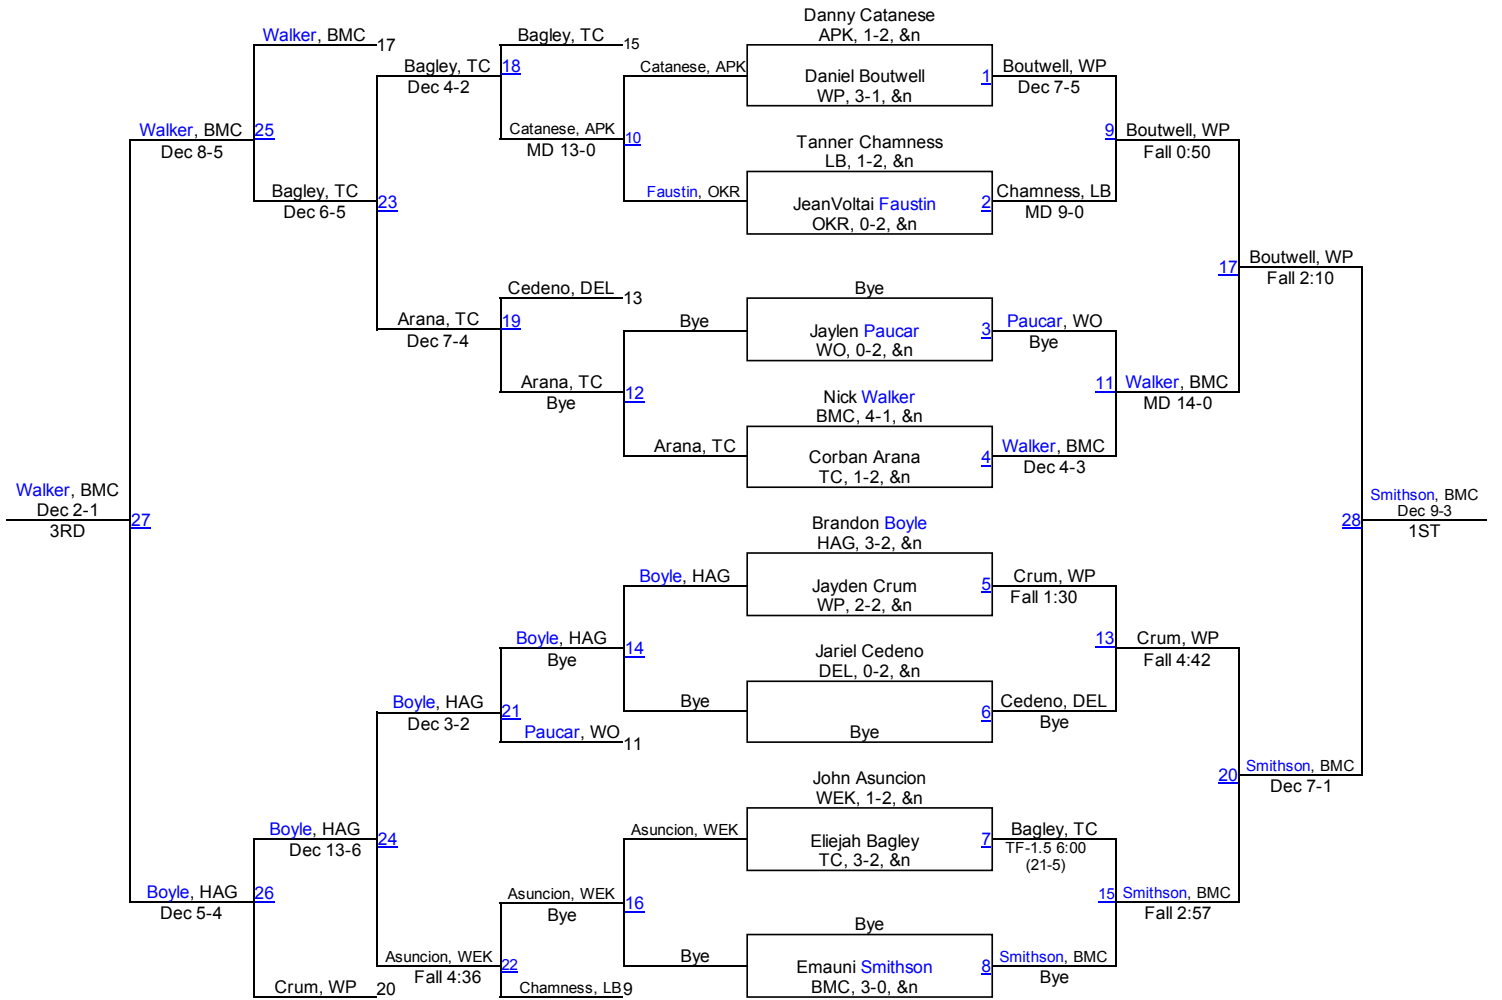 Danny Catanese
APK, 1-2, &n
Walker, BMC
17
Bagley, TC
15
Bagley, TC
18
Dec 4-2
Catanese, APK
Daniel Boutwell
WP, 3-1, &n
1
Boutwell, WP
Dec 7-5
Walker, BMC
25
Dec 8-5
Catanese, APK
10
MD 13-0
Tanner Chamness
LB, 1-2, &n
9
Boutwell, WP
Fall 0:50
Bagley, TC
23
Dec 6-5
Faustin, OKR
JeanVoltai Faustin
OKR, 0-2, &n
2
Chamness, LB
MD 9-0
17
Boutwell, WP
Fall 2:10
Cedeno, DEL
13
Bye
Arana, TC
19
Dec 7-4
Bye
Jaylen Paucar
WO, 0-2, &n
3
Paucar, WO
Bye
Arana, TC
12
Bye
Nick Walker
BMC, 4-1, &n
11
Walker, BMC
MD 14-0
Arana, TC
Corban Arana
TC, 1-2, &n
4
Walker, BMC
Dec 4-3
Walker, BMC
Dec 2-1
27
3RD
Smithson, BMC
Dec 9-3
28
1ST
Brandon Boyle
HAG, 3-2, &n
Boyle, HAG
Jayden Crum
WP, 2-2, &n
5
Crum, WP
Fall 1:30
Boyle, HAG
14
Bye
Jariel Cedeno
DEL, 0-2, &n
13
Crum, WP
Fall 4:42
Boyle, HAG
21
Dec 3-2
Bye
Bye
6
Cedeno, DEL
Bye
Paucar, WO
11
John Asuncion
WEK, 1-2, &n
20
Smithson, BMC
Dec 7-1
Boyle, HAG
24
Dec 13-6
Asuncion, WEK
Eliejah Bagley
TC, 3-2, &n
7
Bagley, TC
TF-1.5 6:00
(21-5)
Boyle, HAG
26
Dec 5-4
Asuncion, WEK
16
Bye
Bye
15
Smithson, BMC
Fall 2:57
Asuncion, WEK
22
Fall 4:36
Bye
Emauni Smithson
BMC, 3-0, &n
8
Smithson, BMC
Bye
Crum, WP
20
Chamness, LB
9